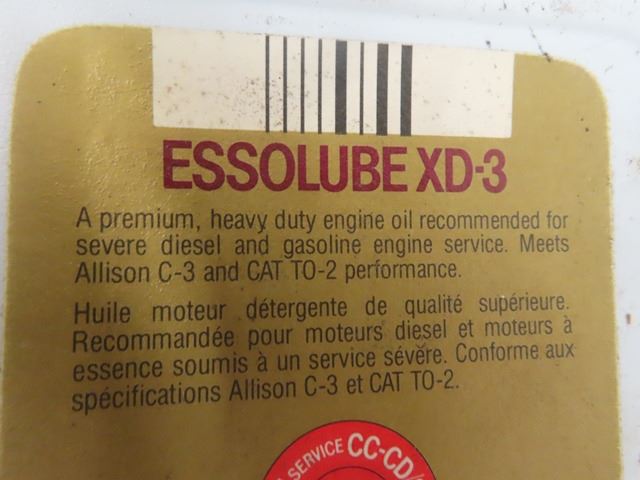 ESSOLUBE XD-3
A premium, heavy duty engine oil recommended for
severe diesel and gasoline engine service. Meets
Allison C-3 and CAT TO-2 performance.
Huile moteur détergente de qualité supérieure.
Recommandée pour moteurs diesel et moteurs à
essence soumis à un service sévère. Conforme aux
spécifications Allison C-3 et CAT TO-2.
SERVICE CC-CD/